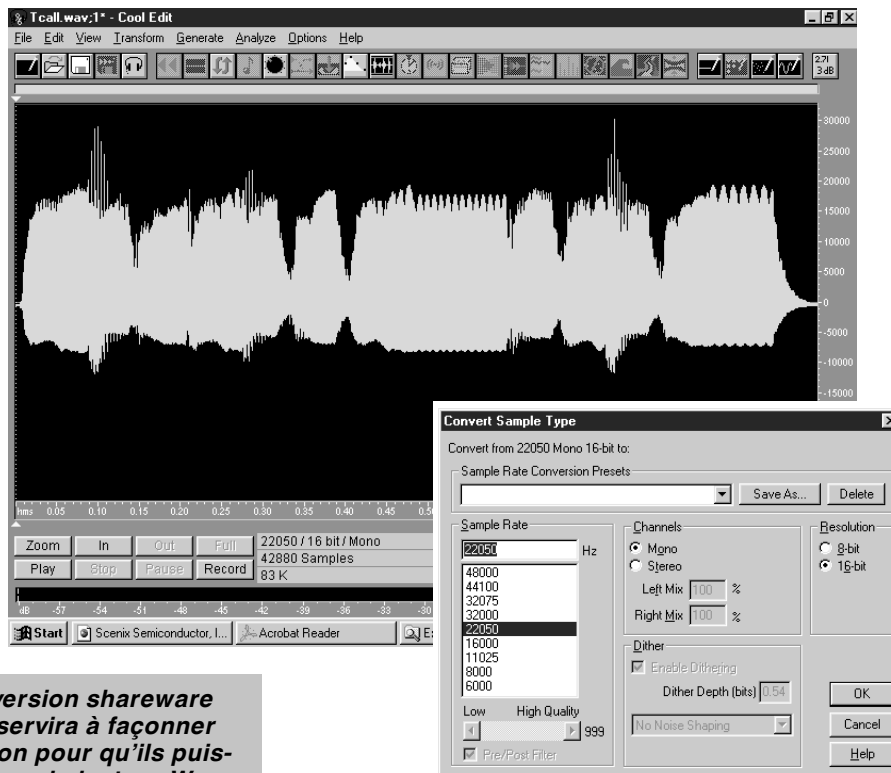 Tcall.wav;1* - Cool Edit
File Edit View Transform Generate Analyze Options Help
2.71
3 dB
30000
25000
20000
15000
10000
5000
0
-5000
-10000
-15000
hms 0.05 0.10 0.15 0.20 0.25 0.30 0.35 0.40 0.45
Zoom In Out Full
Play Stop Pause Record
22050 / 16 bit / Mono
42880 Samples
83 K
dB -57 -54 -51 -48 -45 -42 -39 -36 -33 -30
Start Scenix Semiconductor, I... Acrobat Reader
Convert Sample Type
Convert from 22050 Mono 16-bit to:
Sample Rate Conversion Presets
Save As... Delete
Sample Rate
22050 Hz
48000
44100
32075
32000
22050
16000
11025
8000
6000
Low High Quality
999
Pre/Post Filter
Channels
Mono
Stereo
Left Mix 100 %
Right Mix 100 %
Dither
Enable Dithering
Dither Depth (bits) 0.54
No Noise Shaping
Resolution
8-bit
16-bit
OK
Cancel
Help
version shareware
servira à façonner
on pour qu'ils puis-